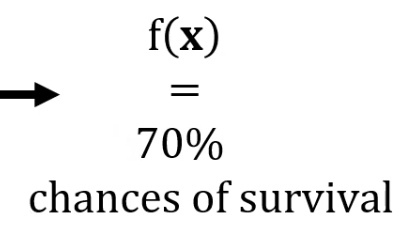 f(x)
=
70%
chances of survival